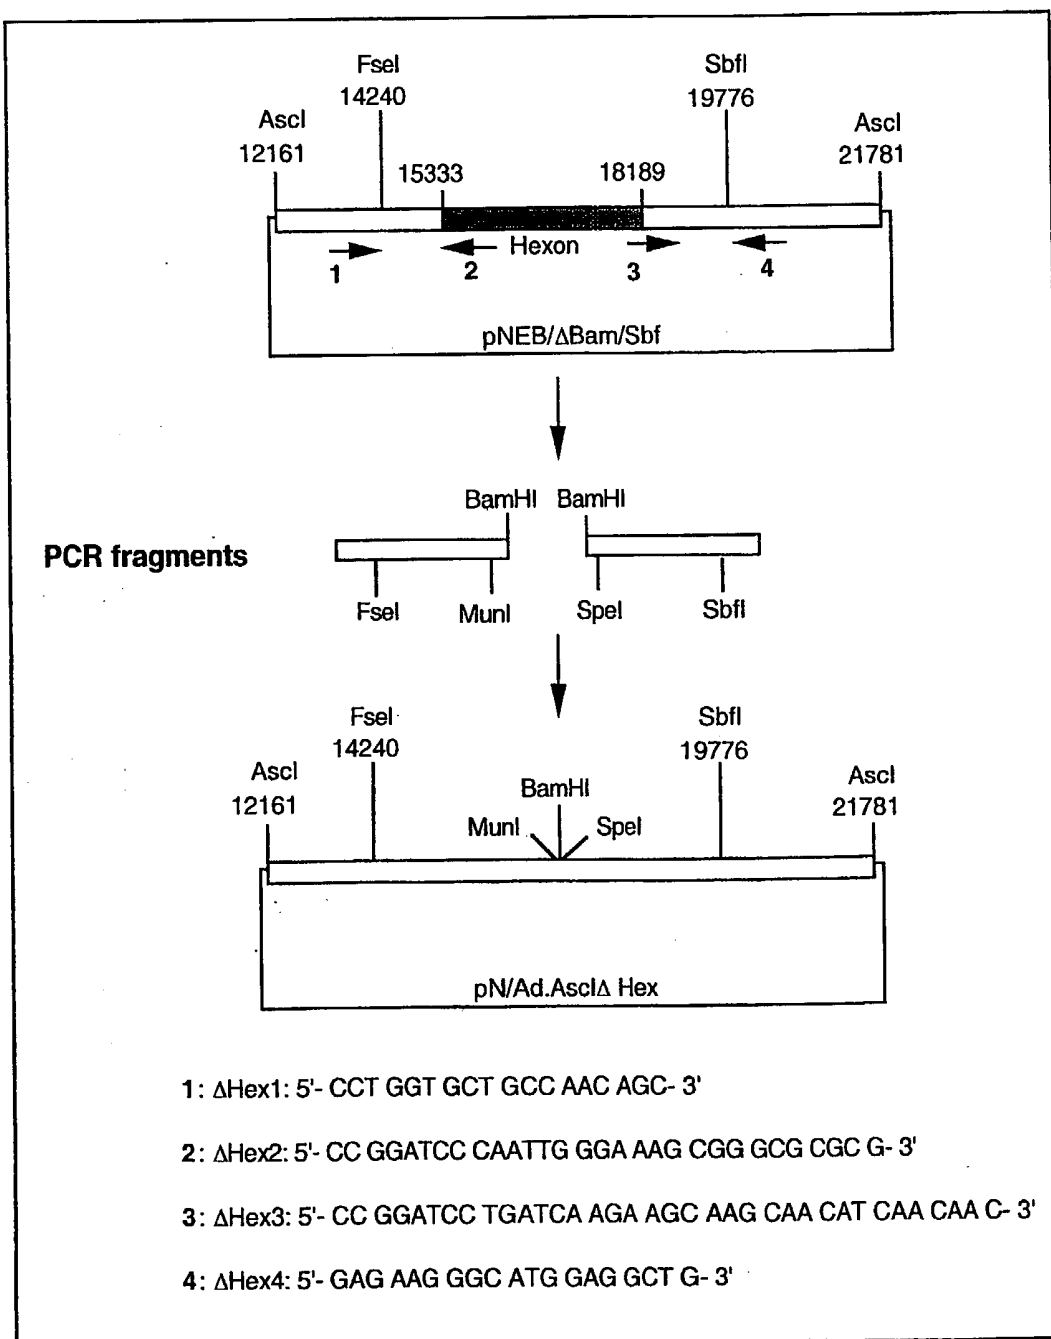 FseI
14240
SbfI
19776
AscI
12161
AscI
21781
15333
18189
Hexon
1
2
3
4
pNEB/ΔBam/Sbf
BamHI BamHI
PCR fragments
FseI
MunI
SpeI
SbfI
FseI
14240
SbfI
19776
AscI
12161
AscI
21781
BamHI
MunI
SpeI
pN/Ad.AscIΔ Hex
1: ΔHex1: 5'- CCT GGT GCT GCC AAC AGC- 3'
2: ΔHex2: 5'- CC GGATCC CAATTG GGA AAG CGG GCG CGC G- 3'
3: ΔHex3: 5'- CC GGATCC TGATCA AGA AGC AAG CAA CAT CAA CAA C- 3'
4: ΔHex4: 5'- GAG AAG GGC ATG GAG GCT G- 3'